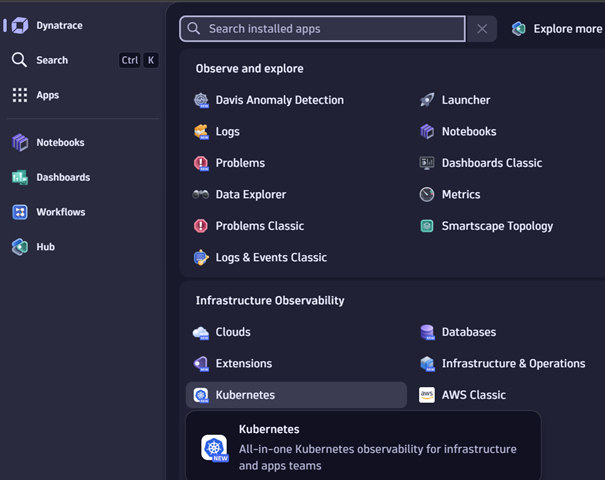 Dynatrace
Search installed apps
Explore more
Search Ctrl K
Apps
Notebooks
Dashboards
Workflows
Hub
Observe and explore
Davis Anomaly Detection
Launcher
Logs
Notebooks
Problems
Dashboards Classic
Data Explorer
Metrics
Problems Classic
Smartscape Topology
Logs & Events Classic
Infrastructure Observability
Clouds
Databases
Extensions
Infrastructure & Operations
Kubernetes
aws AWS Classic
Kubernetes
NEW
All-in-one Kubernetes observability for infrastructure
and apps teams